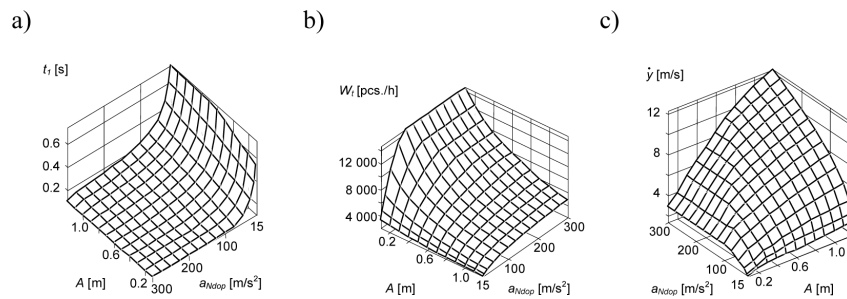 a)
t₁ [s]
0.6
0.4
0.2
1.0
0.6
0.2
A [m]
300
200
100
15
aNdop [m/s²]
b)
Wt [pcs./h]
12 000
8 000
4 000
0.2
0.6
1.0
A [m]
15
100
200
300
aNdop [m/s²]
c)
ẏ [m/s]
12
8
4
300
200
100
15
aNdop [m/s²]
0.2
0.6
1.0
A [m]